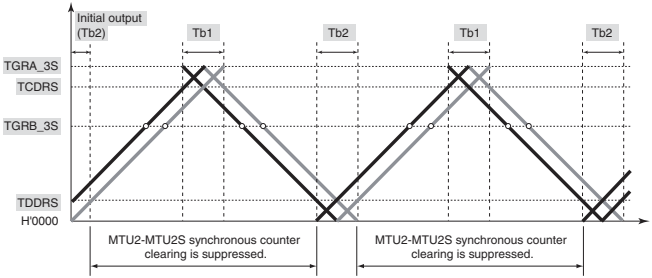 Initial output
(Tb2)
Tb1
Tb2
Tb1
Tb2
TGRA_3S
TCDRS
TGRB_3S
TDDRS
H'0000
MTU2-MTU2S synchronous counter
clearing is suppressed.
MTU2-MTU2S synchronous counter
clearing is suppressed.